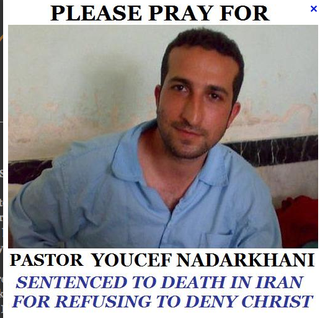 PLEASE PRAY FOR
PASTOR YOUCEF NADARKHANI
SENTENCED TO DEATH IN IRAN
FOR REFUSING TO DENY CHRIST